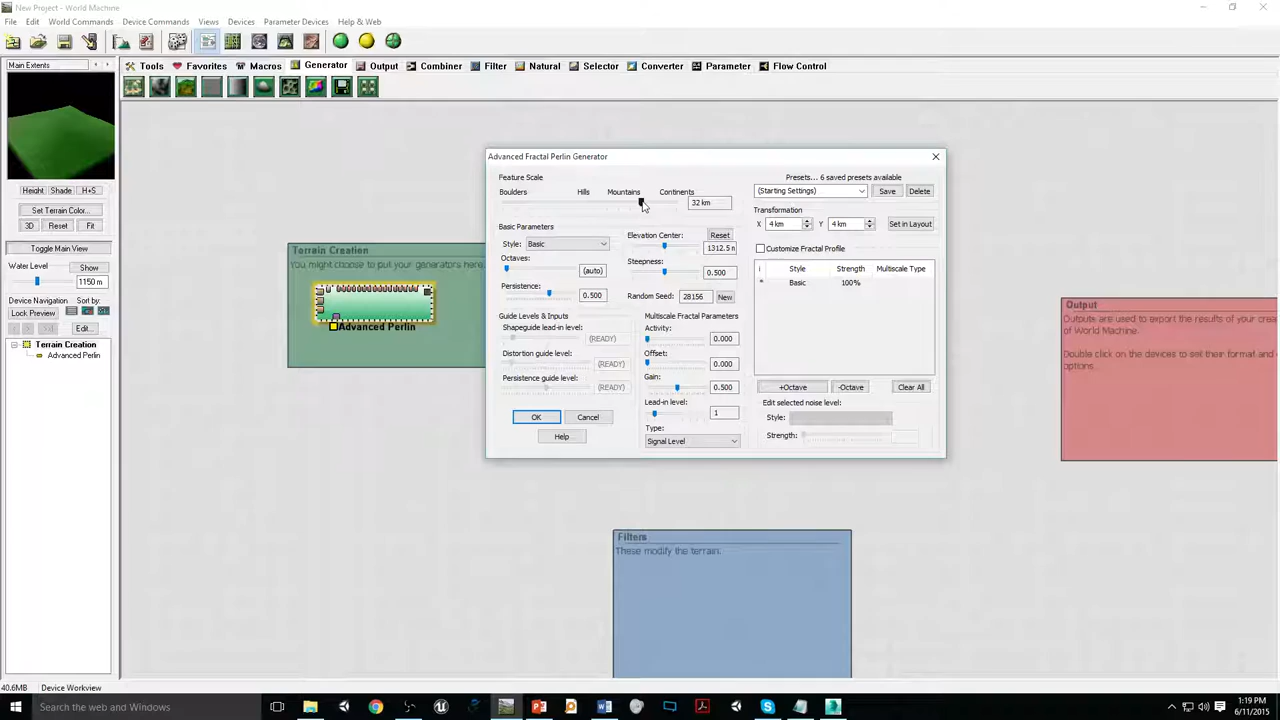 New Project - World Machine
File Edit World Commands Device Commands Views Devices Parameter Devices Help & Web
Main Extents
Tools Favorites Macros Generator Output Combiner Filter Natural Selector Converter Parameter Flow Control
Height Shade H+S
Set Terrain Color...
3D Reset Fit
Toggle Main View
Water Level Show
1150 m
Device Navigation Sort by:
Lock Preview
Edit...
Terrain Creation
Advanced Perlin
Terrain Creation
You might choose to put your generators here.
Advanced Perlin
Advanced Fractal Perlin Generator
Feature Scale
Boulders Hills Mountains Continents
32 km
Basic Parameters
Style: Basic
Octaves:
(auto)
Persistence:
0.500
Elevation Center: Reset
1312.5 n
Steepness:
0.500
Random Seed: 28156 New
Guide Levels & Inputs
Shapeguide lead-in level:
(READY)
Distortion guide level:
(READY)
Persistence guide level:
(READY)
OK Cancel
Help
Multiscale Fractal Parameters
Activity:
0.000
Offset:
0.000
Gain:
0.500
Lead-in level:
1
Type:
Signal Level
Presets... 6 saved presets available
(Starting Settings) Save Delete
Transformation
X 4 km Y 4 km Set in Layout
Customize Fractal Profile
i Style Strength Multiscale Type
* Basic 100%
+Octave -Octave Clear All
Edit selected noise level:
Style:
Strength:
Output
Outputs are used to export the results of your crea
of World Machine.
Double click on the devices to set their format and
options..
Filters
These modify the terrain.
40.6MB Device Workview
Search the web and Windows
1:19 PM
6/11/2015